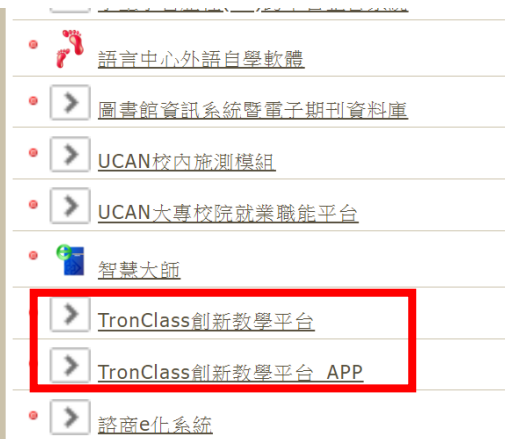 語言中心外語自學軟體
圖書館資訊系統暨電子期刊資料庫
UCAN校內施測模組
UCAN大專校院就業職能平台
智慧大師
TronClass創新教學平台
TronClass創新教學平台_APP
諮商e化系統